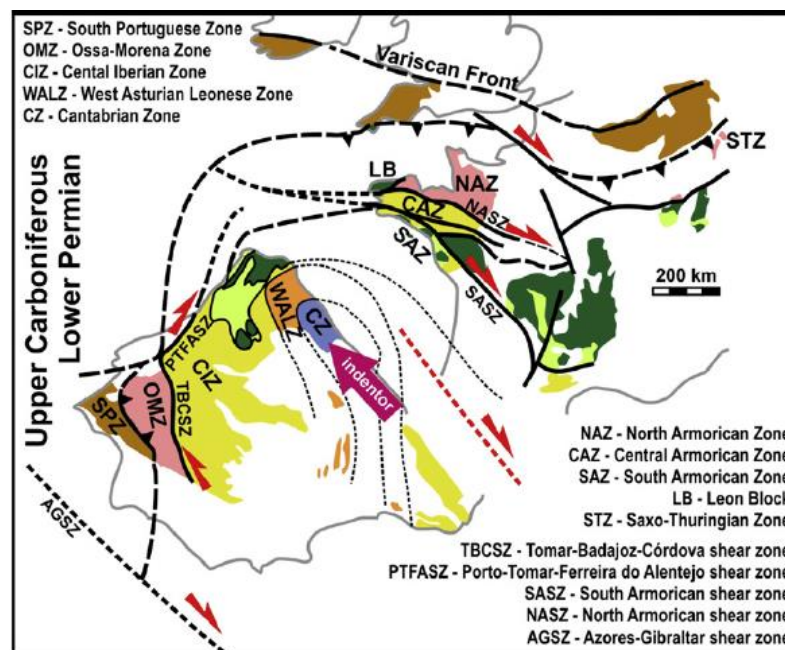 SPZ - South Portuguese Zone
OMZ - Ossa-Morena Zone
CIZ - Cental Iberian Zone
WALZ - West Asturian Leonese Zone
CZ - Cantabrian Zone
Variscan Front
STZ
LB
NAZ
CAZ
NASZ
SAZ
SASZ
200 km
Upper Carboniferous
Lower Permian
WALZ
CZ
PTFASZ
CIZ
indentor
OMZ
TBCSZ
SPZ
AGSZ
NAZ - North Armorican Zone
CAZ - Central Armorican Zone
SAZ - South Armorican Zone
LB - Leon Block
STZ - Saxo-Thuringian Zone
TBCSZ - Tomar-Badajoz-Córdova shear zone
PTFASZ - Porto-Tomar-Ferreira do Alentejo shear zone
SASZ - South Armorican shear zone
NASZ - North Armorican shear zone
AGSZ - Azores-Gibraltar shear zone